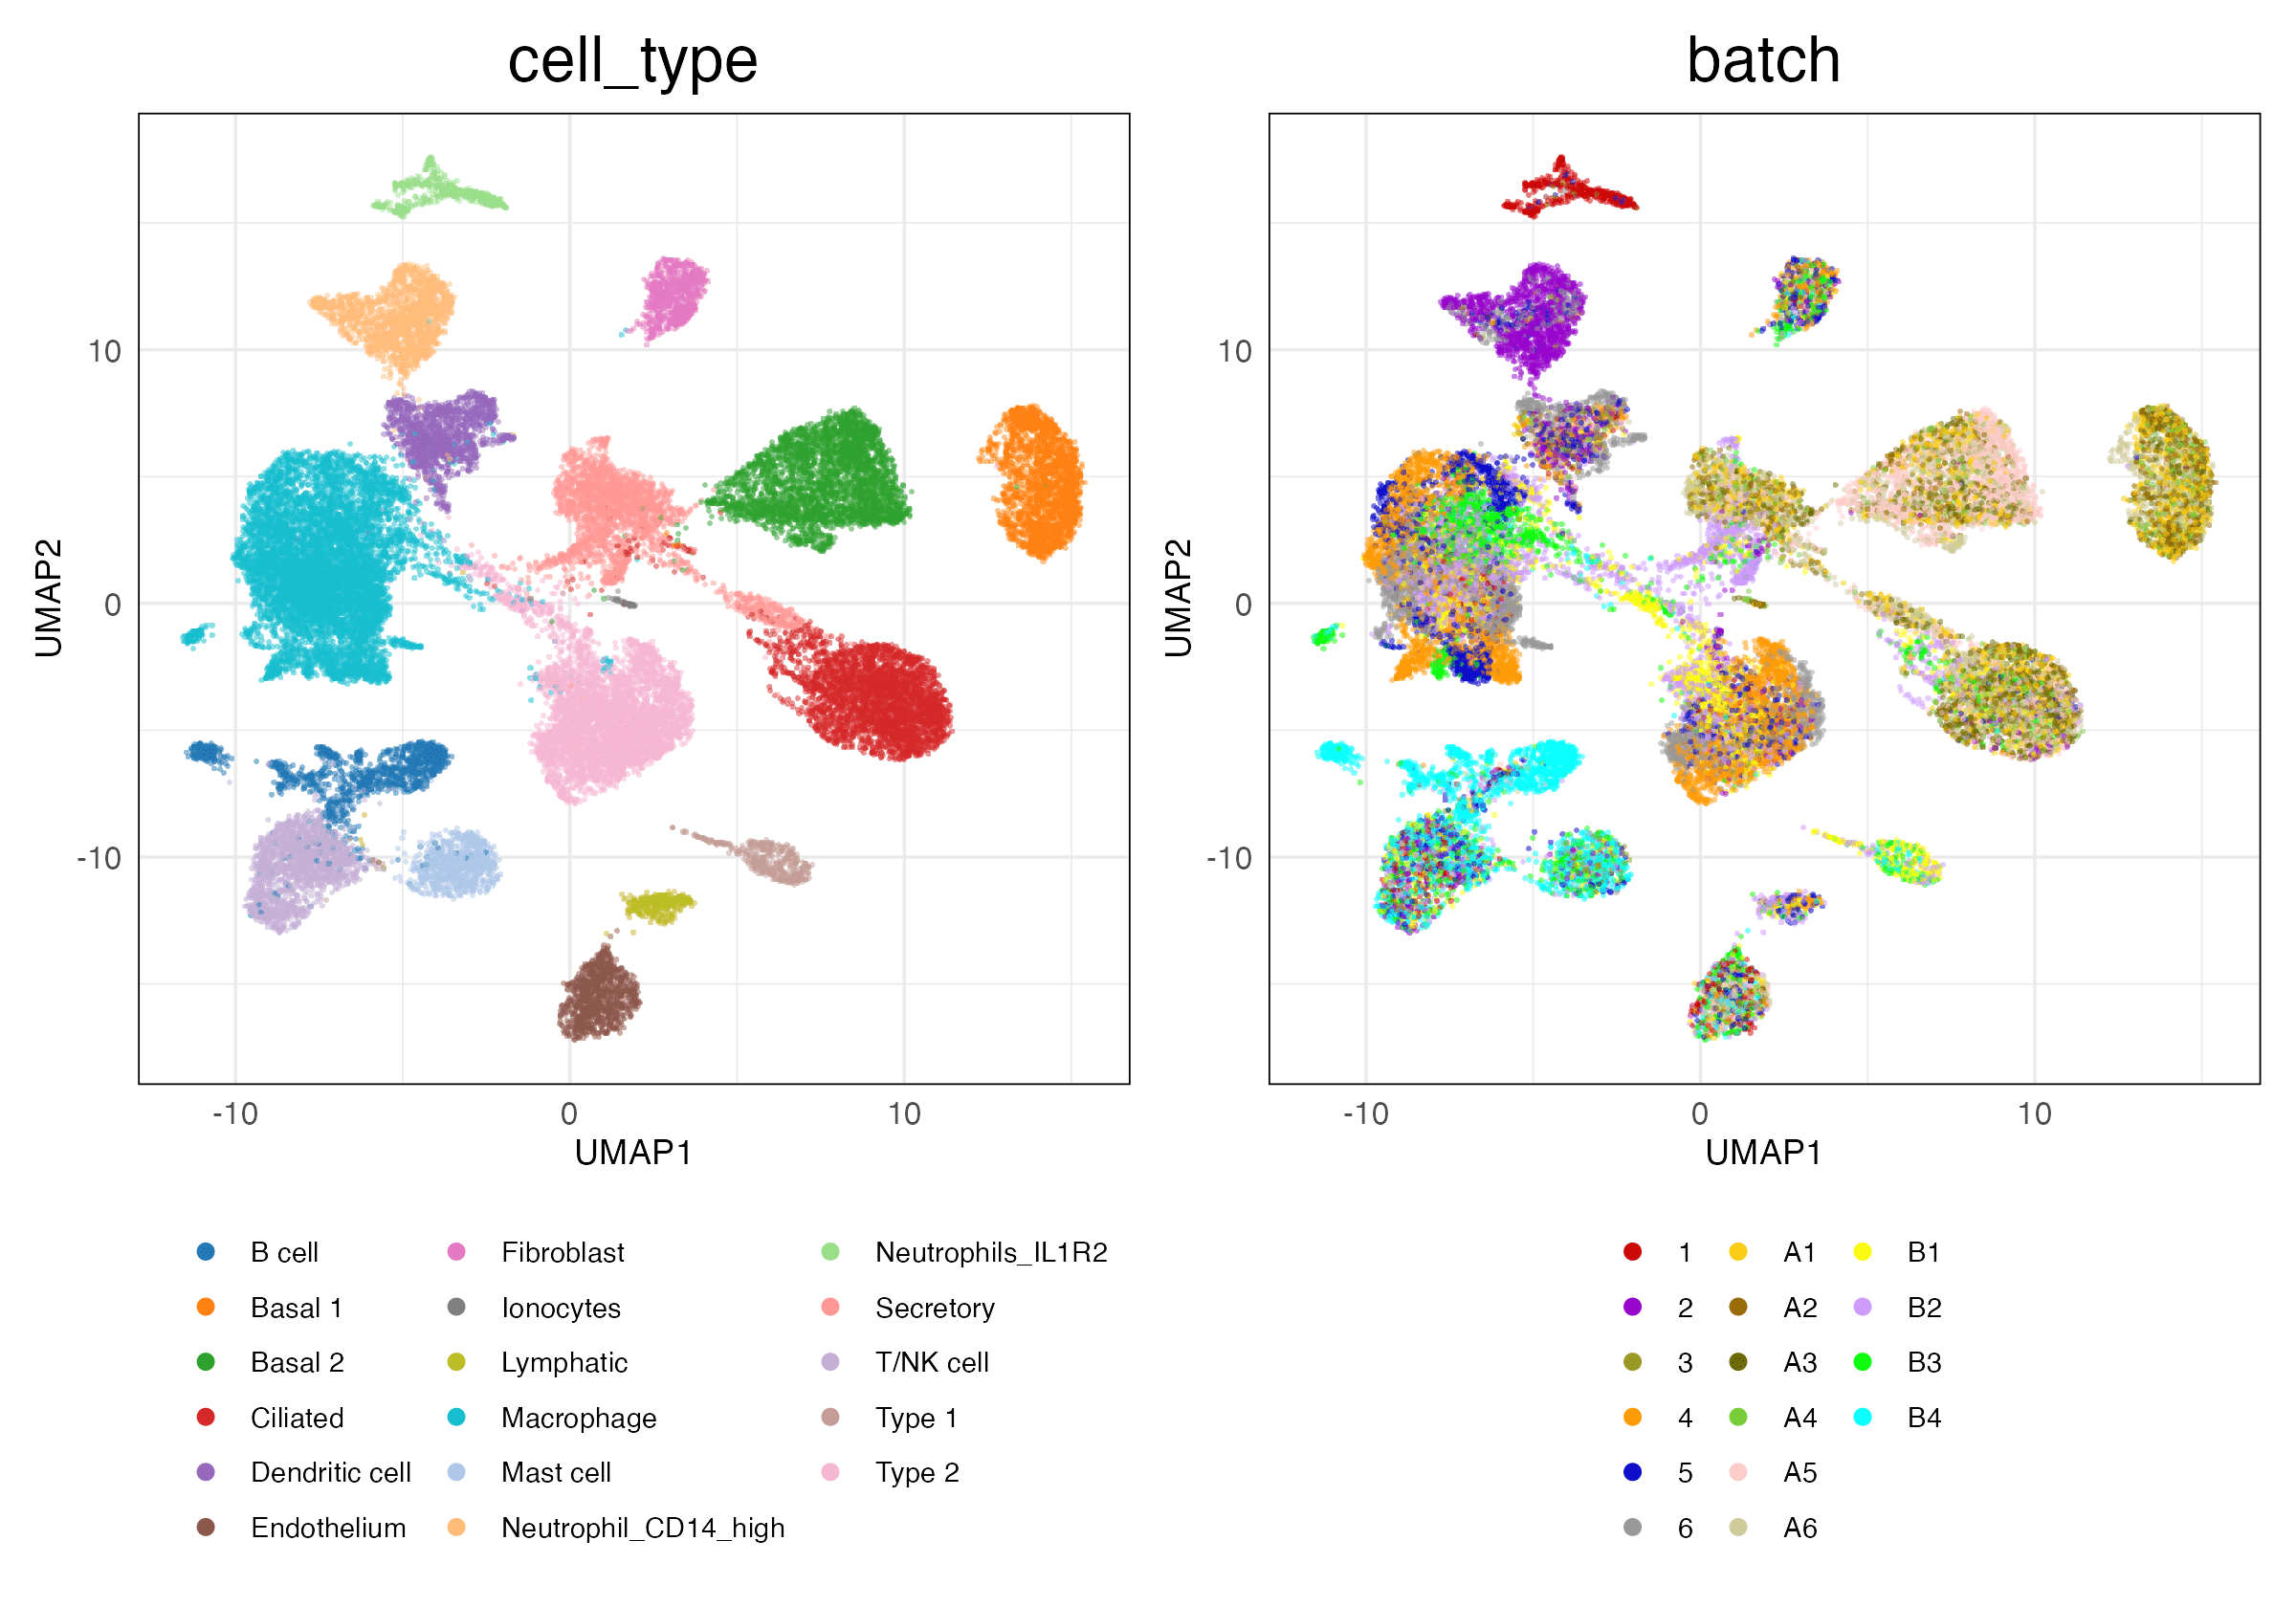 cell_type
batch
UMAP2
10
0
-10
-10
0
10
UMAP1
UMAP2
10
0
-10
-10
0
10
UMAP1
B cell
Basal 1
Basal 2
Ciliated
Dendritic cell
Endothelium
Fibroblast
Ionocytes
Lymphatic
Macrophage
Mast cell
Neutrophil_CD14_high
Neutrophils_IL1R2
Secretory
T/NK cell
Type 1
Type 2
1
2
3
4
5
6
A1
A2
A3
A4
A5
A6
B1
B2
B3
B4